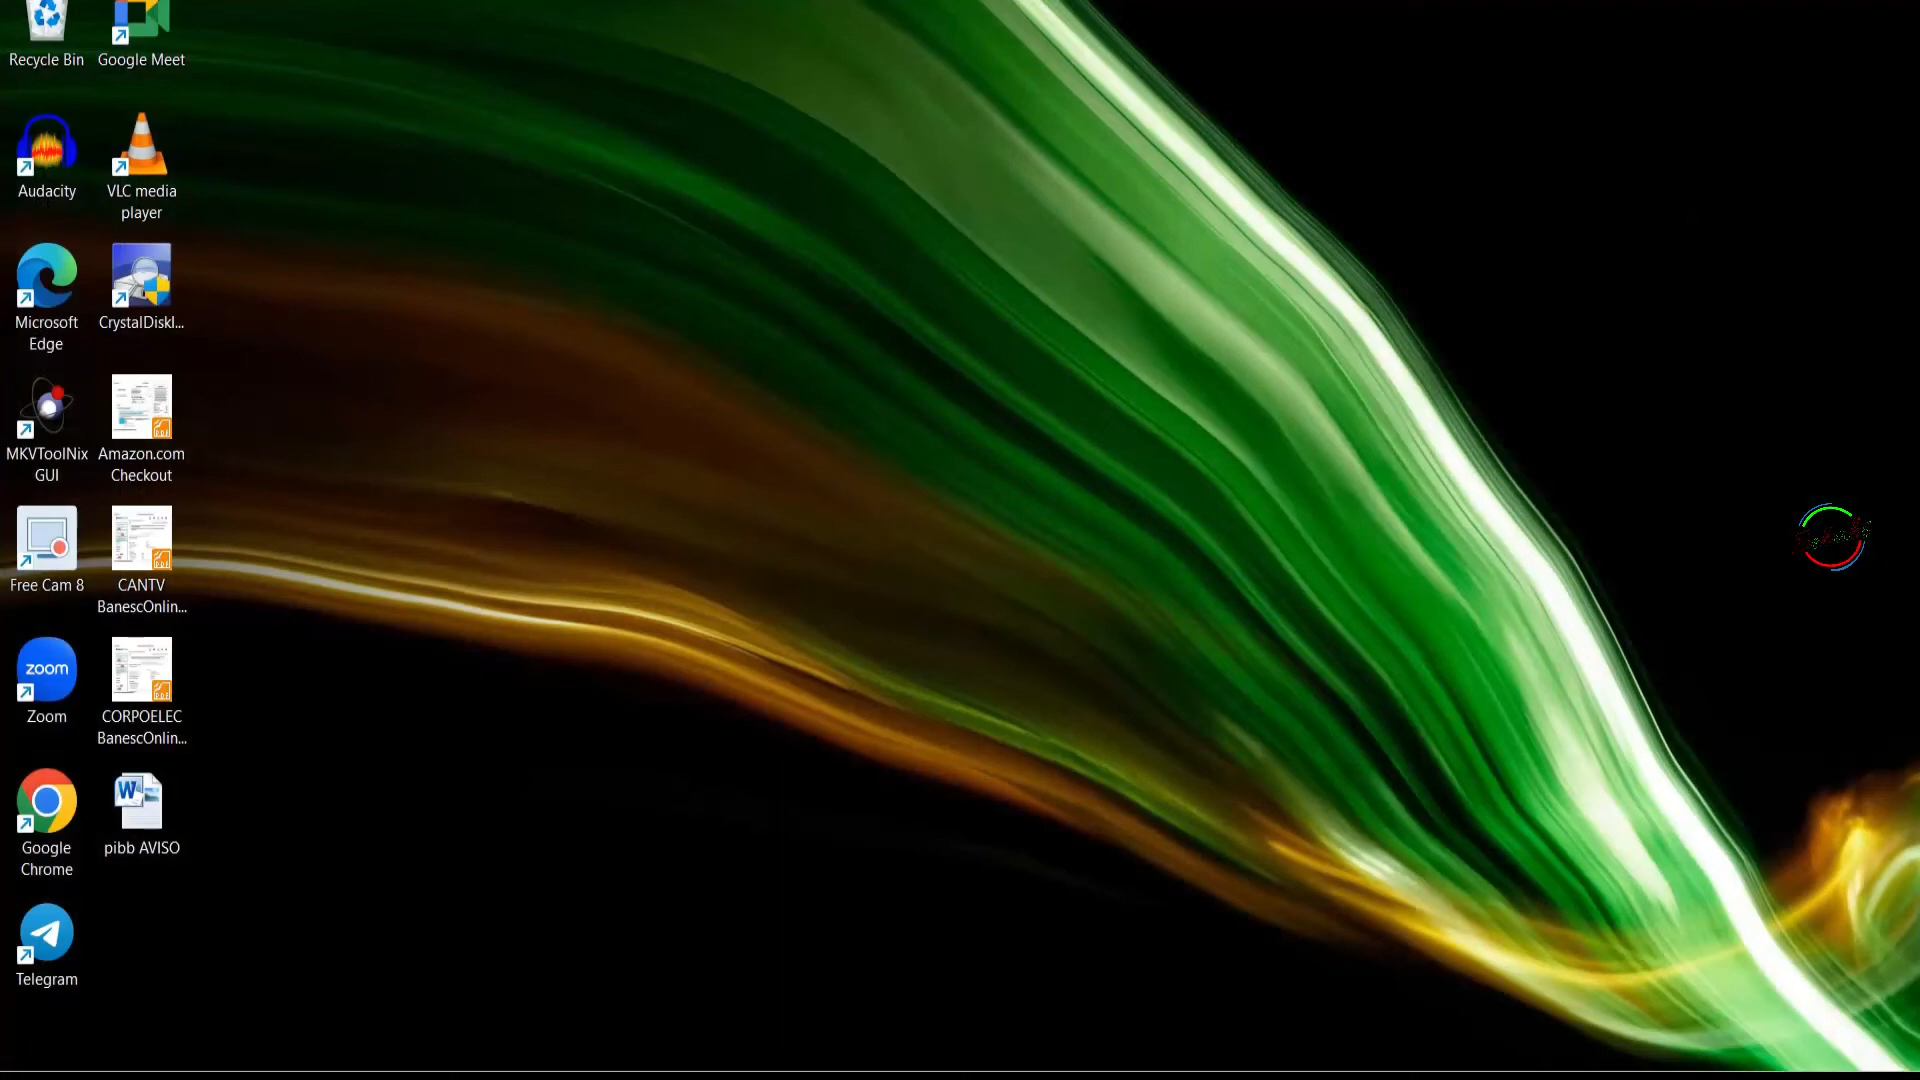 Recycle Bin
Google Meet
Audacity
VLC media
player
Microsoft
Edge
CrystalDiskI...
MKVToolNix
GUI
Amazon.com
Checkout
Free Cam 8
CANTV
BanescOnlin...
zoom
Zoom
CORPOELEC
BanescOnlin...
Google
Chrome
W
pibb AVISO
Telegram